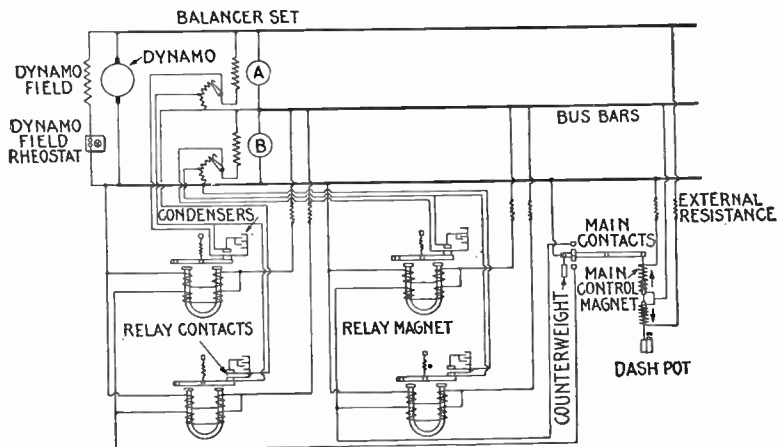 BALANCER SET
DYNAMO
DYNAMO
FIELD
A
DYNAMO
FIELD
RHEOSTAT
B
BUS BARS
CONDENSERS
EXTERNAL
RESISTANCE
MAIN
CONTACTS
MAIN
CONTROL
MAGNET
COUNTERWEIGHT
RELAY CONTACTS
RELAY MAGNET
DASH POT